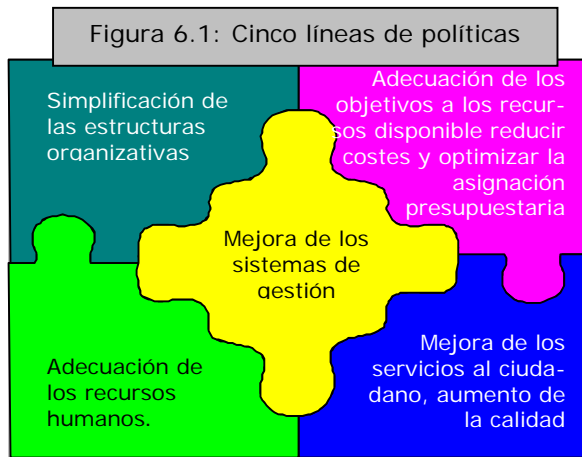 Figura 6.1: Cinco líneas de políticas
Simplificación de
las estructuras
organizativas
Adecuación de los
objetivos a los recur-
sos disponible reducir
costes y optimizar la
asignación
presupuestaria
Mejora de los
sistemas de
gestión
Adecuación de
los recursos
humanos.
Mejora de los
servicios al ciuda-
dano, aumento de
la calidad